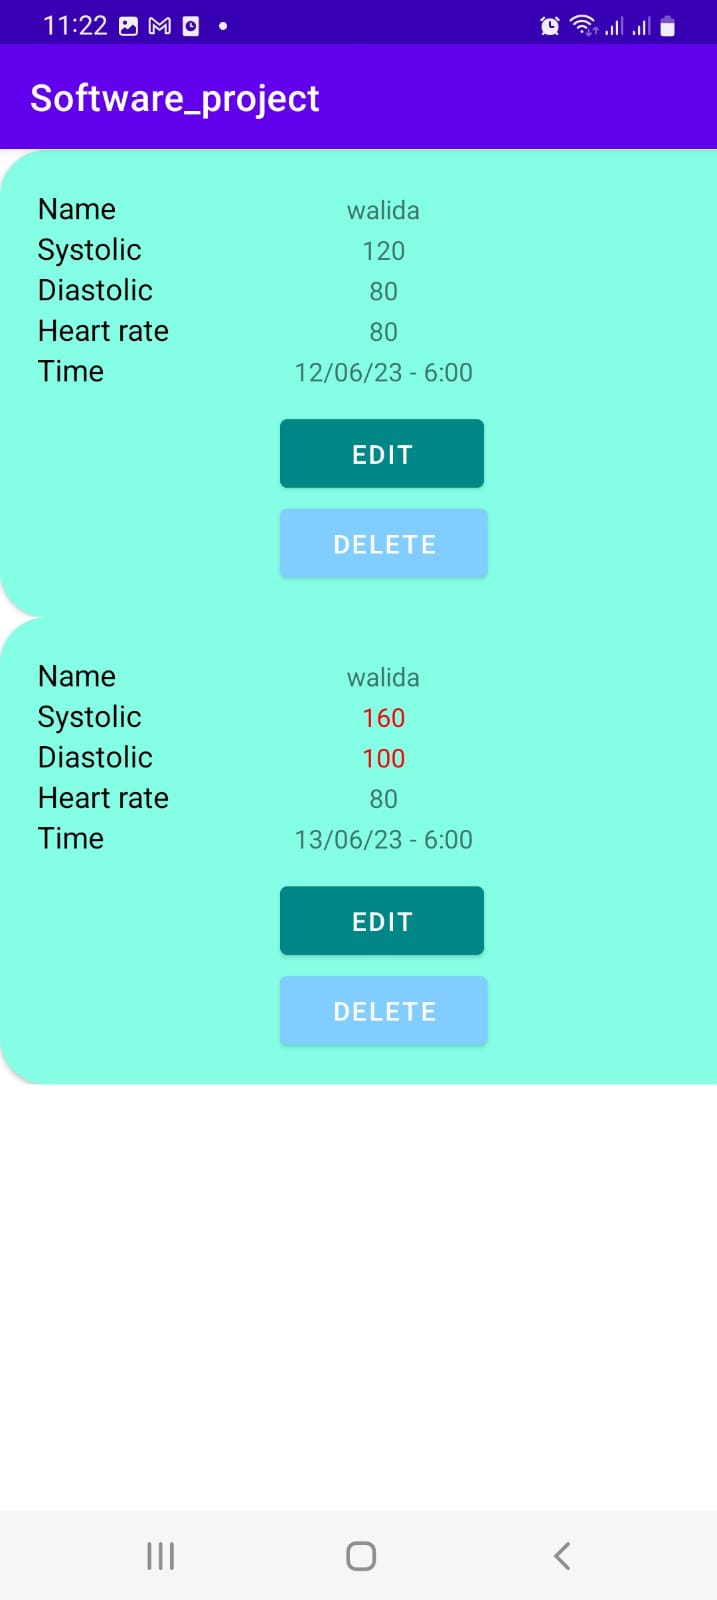 11:22
Software_project
Name walida
Systolic 120
Diastolic 80
Heart rate 80
Time 12/06/23 - 6:00
EDIT
DELETE
Name walida
Systolic 160
Diastolic 100
Heart rate 80
Time 13/06/23 - 6:00
EDIT
DELETE